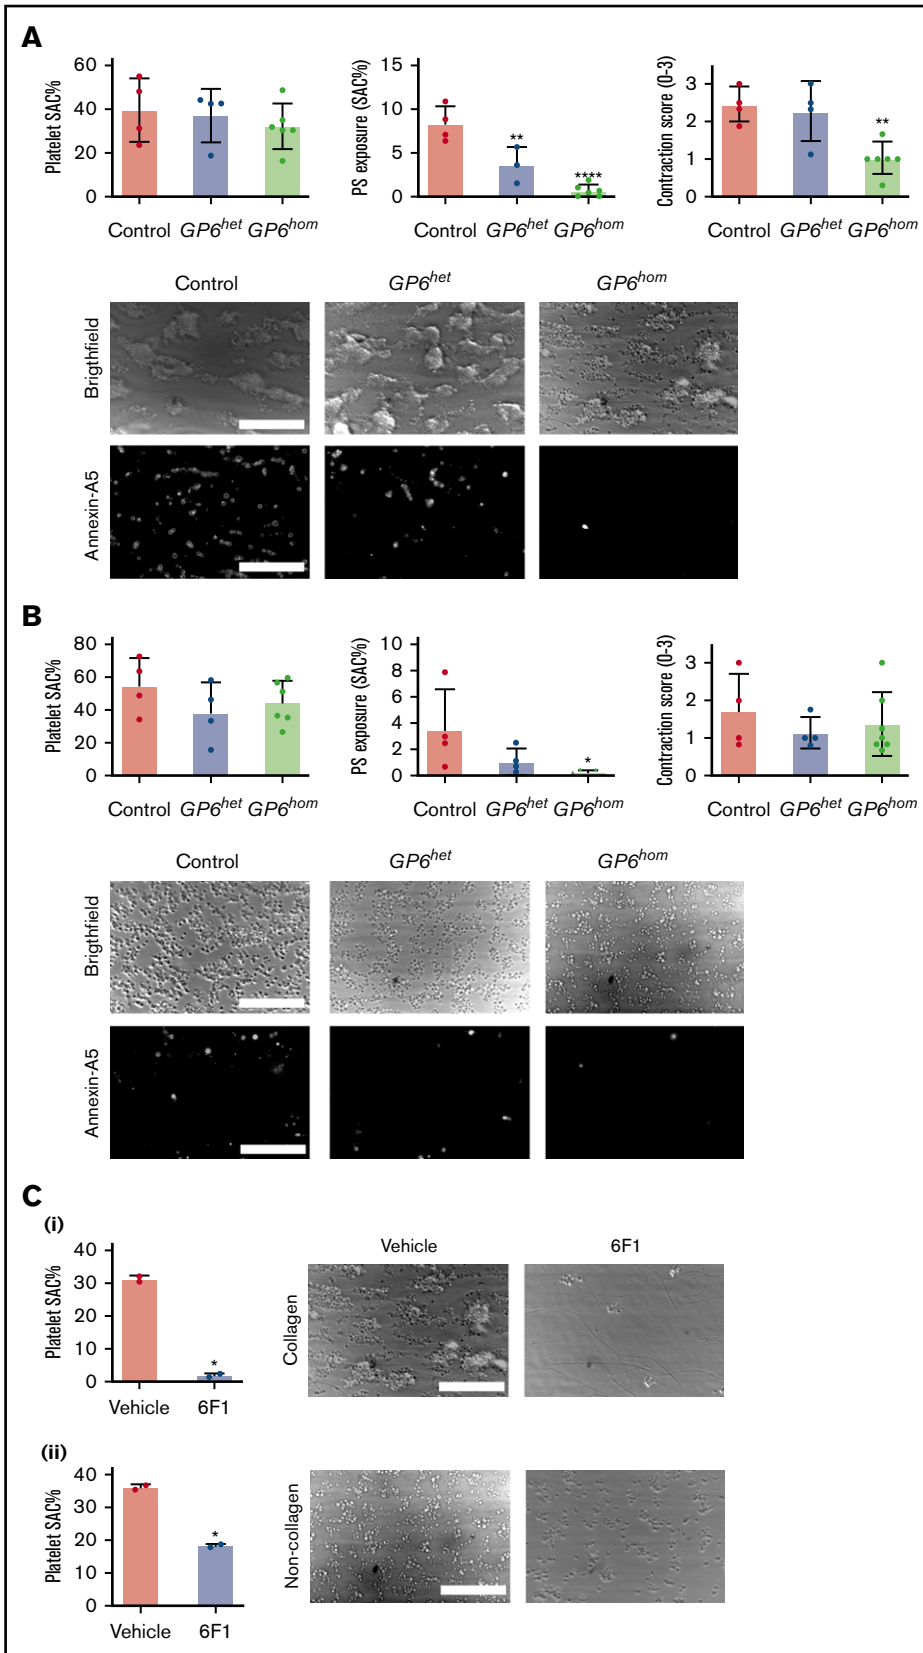 A
Platelet SAC%
60
40
20
0
Control GP6het GP6hom
PS exposure (SAC%)
15
10
5
0
**
****
Control GP6het GP6hom
Contraction score (0-3)
3
2
1
0
**
Control GP6het GP6hom
Control GP6het GP6hom
Brigthfield
Annexin-A5
B
Platelet SAC%
80
60
40
20
0
Control GP6het GP6hom
PS exposure (SAC%)
10
8
6
4
2
0
*
Control GP6het GP6hom
Contraction score (0-3)
3
2
1
0
Control GP6het GP6hom
Control GP6het GP6hom
Brigthfield
Annexin-A5
C
(i)
Platelet SAC%
40
30
20
10
0
*
Vehicle 6F1
Vehicle 6F1
Collagen
(ii)
Platelet SAC%
40
30
20
10
0
*
Vehicle 6F1
Non-collagen